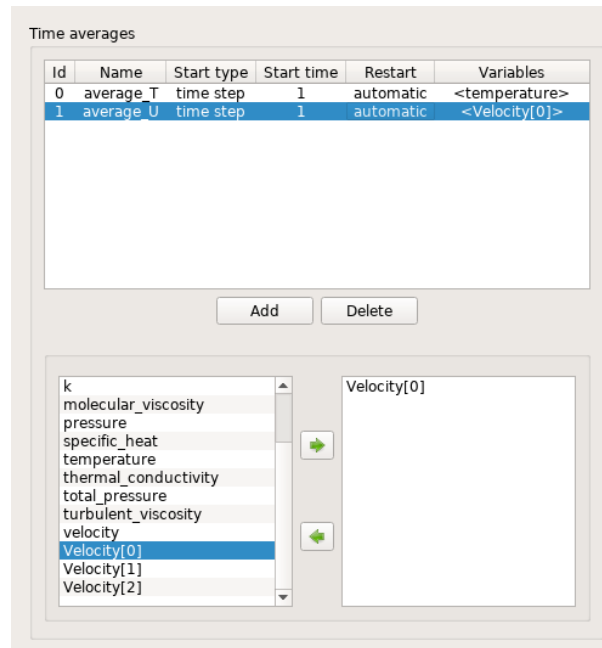 Time averages
Id Name Start type Start time Restart Variables
0 average_T time step 1 automatic <temperature>
1 average_U time step 1 automatic <Velocity[0]>
Add Delete
k
molecular_viscosity
pressure
specific_heat
temperature
thermal_conductivity
total_pressure
turbulent_viscosity
velocity
Velocity[0]
Velocity[1]
Velocity[2]
Velocity[0]